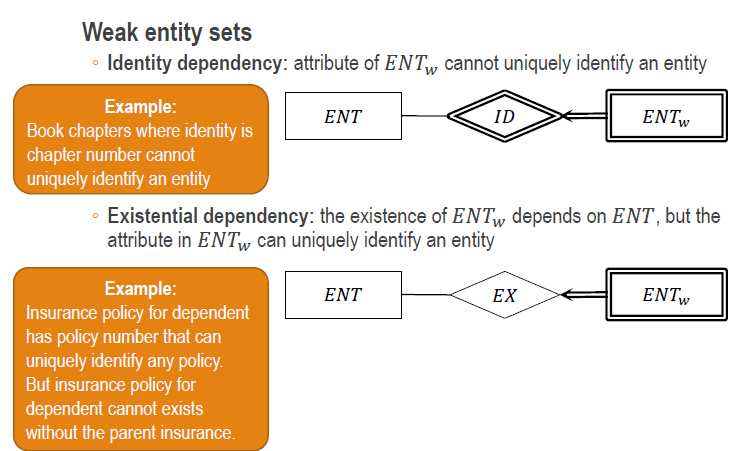 Weak entity sets
◦ Identity dependency: attribute of ENT_w cannot uniquely identify an entity
Example:
Book chapters where identity is
chapter number cannot
uniquely identify an entity
ENT
ID
ENT_w
◦ Existential dependency: the existence of ENT_w depends on ENT, but the
attribute in ENT_w can uniquely identify an entity
Example:
Insurance policy for dependent
has policy number that can
uniquely identify any policy.
But insurance policy for
dependent cannot exists
without the parent insurance.
ENT
EX
ENT_w